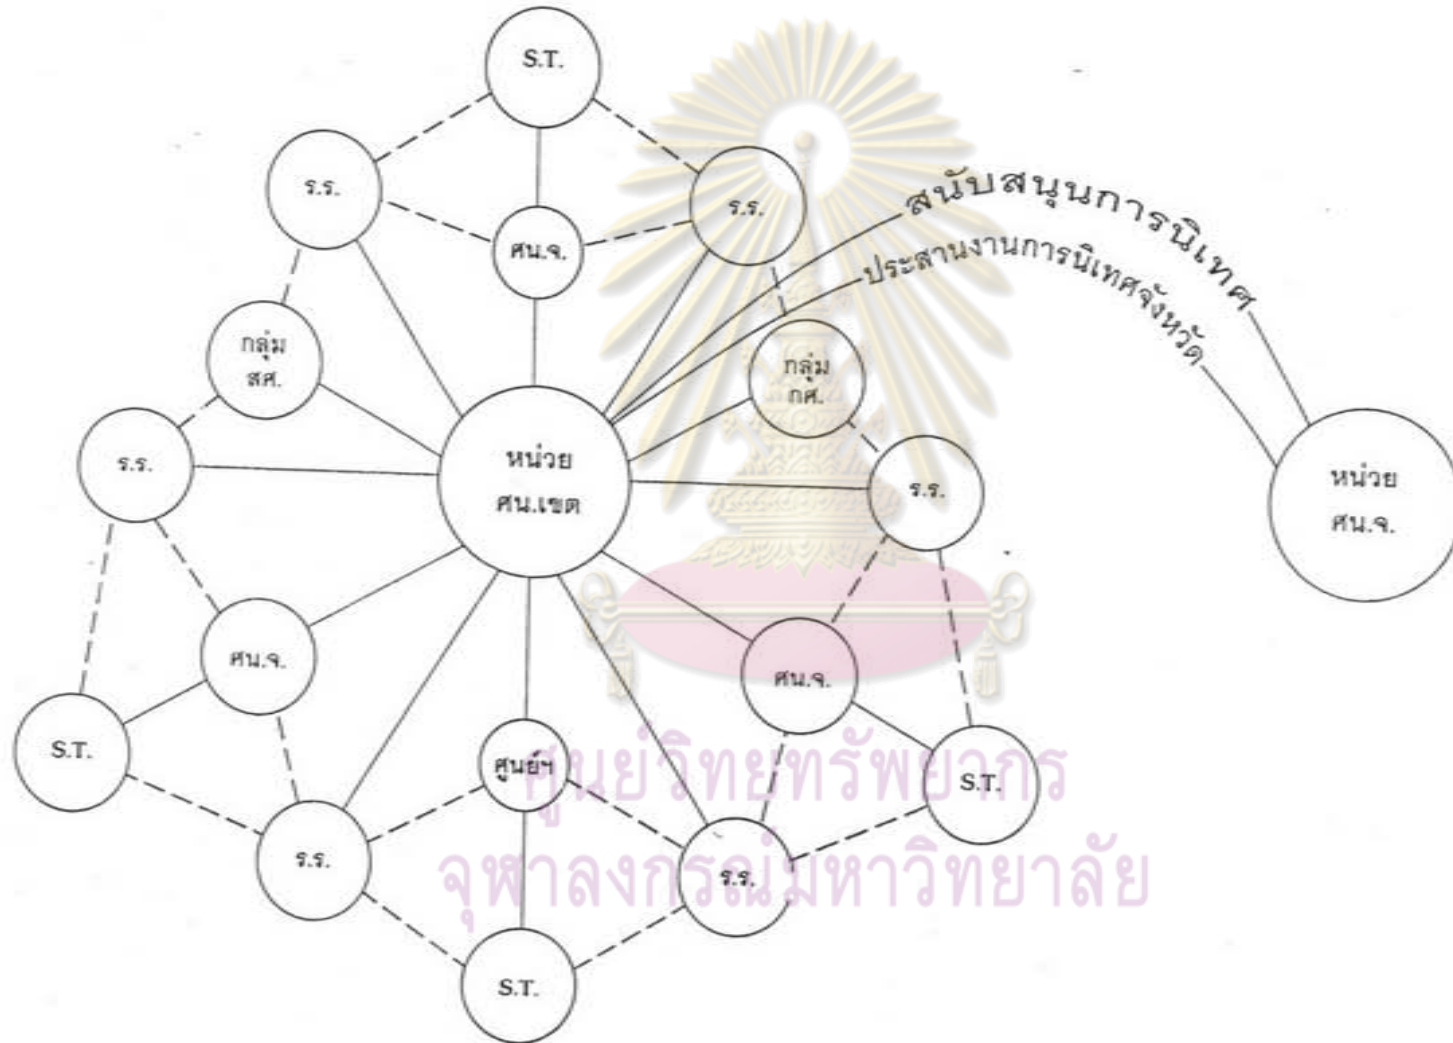 S.T.
ร.ร.
ร.ร.
ศน.จ.
สนับสนุนการนิเทศ
ประสานงานการนิเทศจังหวัด
กลุ่ม
สศ.
กลุ่ม
กศ.
ร.ร.
หน่วย
ศน.เขต
ร.ร.
หน่วย
ศน.จ.
ศน.จ.
ศน.จ.
S.T.
ศูนย์ฯ
S.T.
ศูนย์วิทยทรัพยากร
ร.ร.
ร.ร.
จุฬาลงกรณ์มหาวิทยาลัย
S.T.